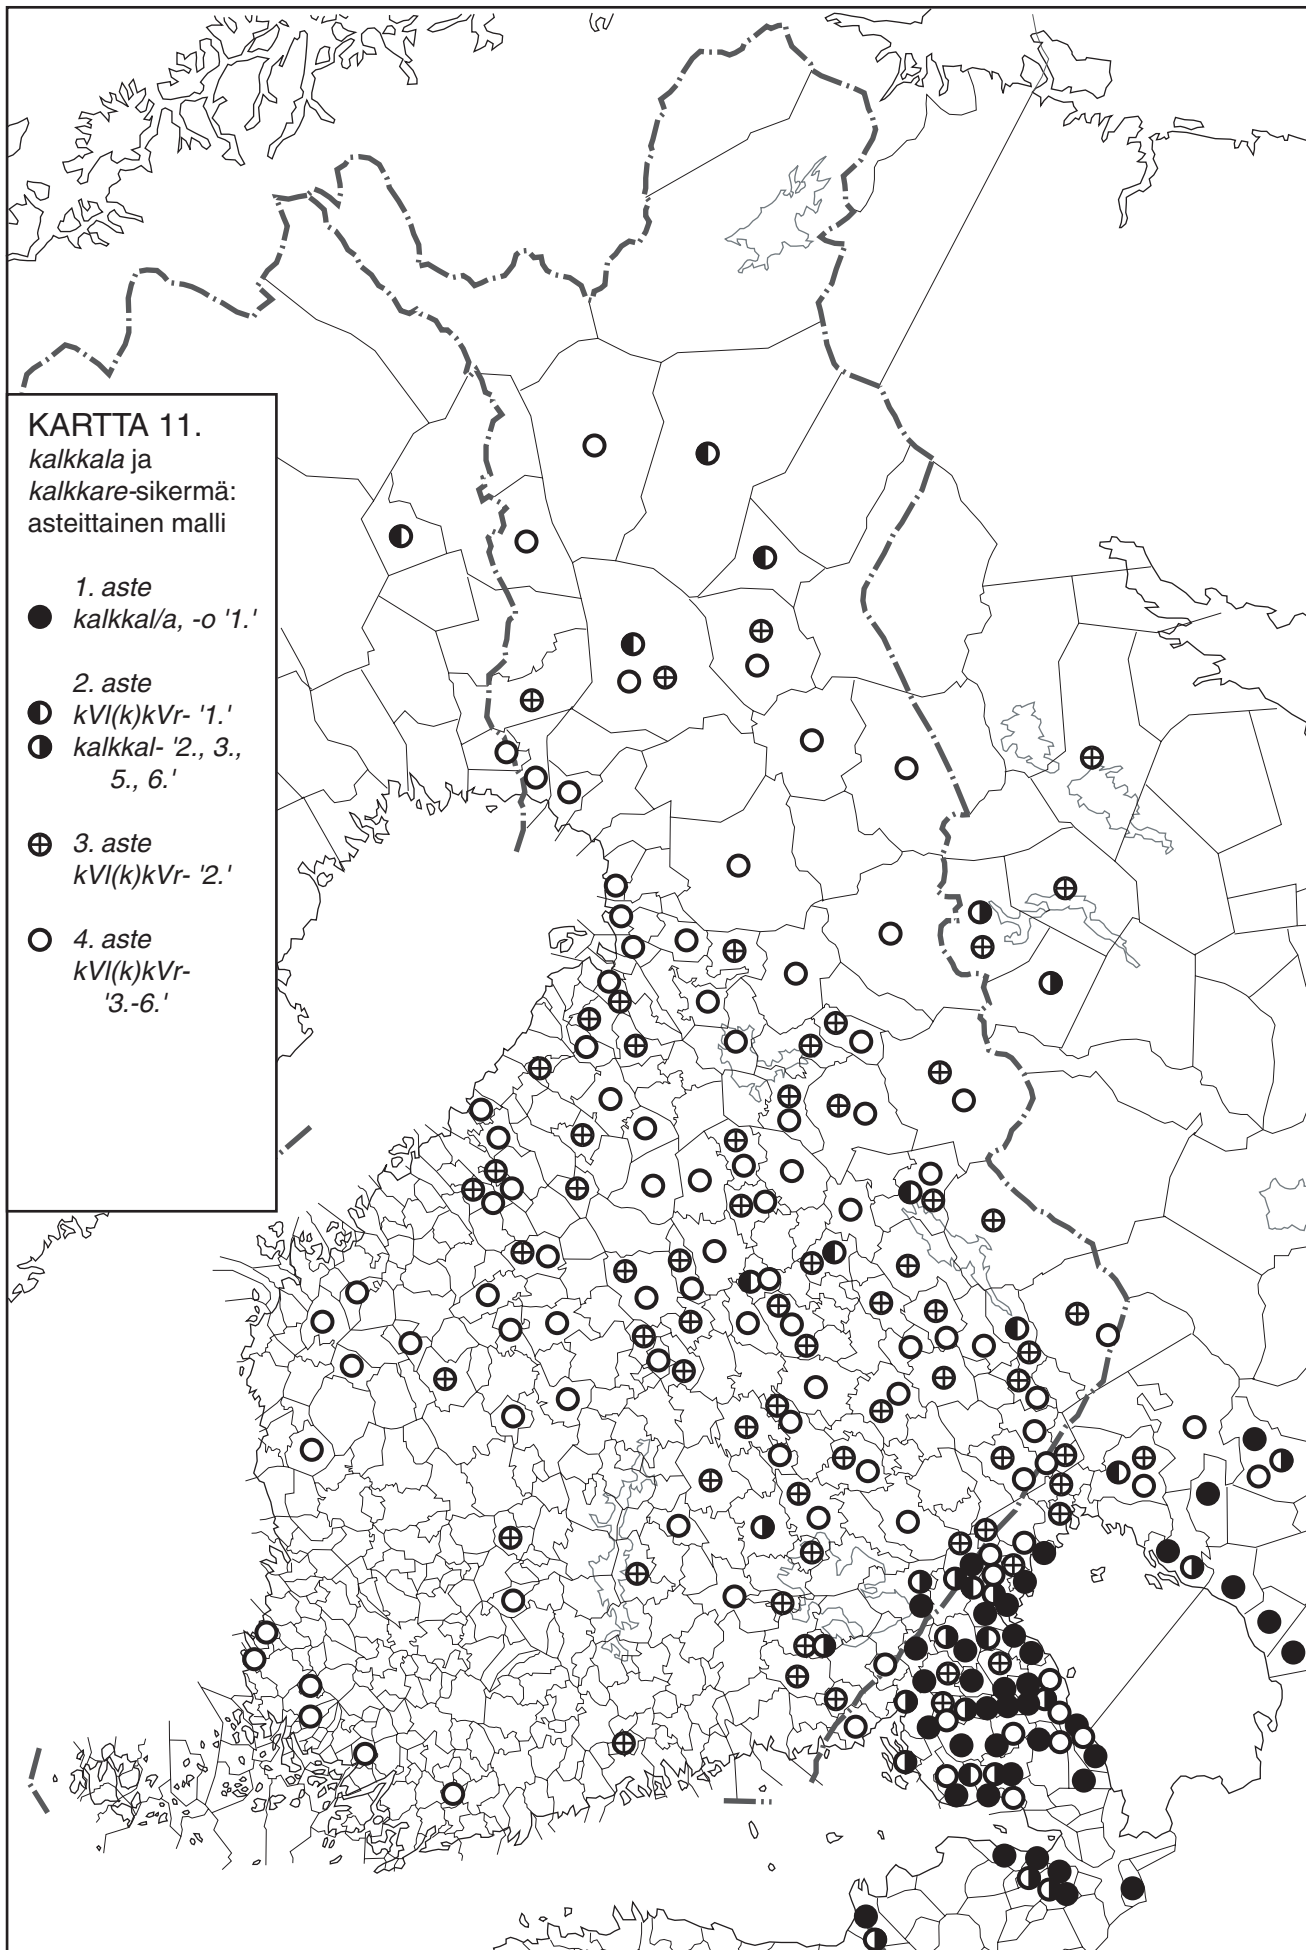 KARTTA 11.
kalkkala ja
kalkkare-sikermä:
asteittainen malli
1. aste
kalkkal/a, -o '1.'
2. aste
kVl(k)kVr- '1.'
kalkkal- '2., 3.,
5., 6.'
3. aste
kVl(k)kVr- '2.'
4. aste
kVl(k)kVr-
'3.-6.'